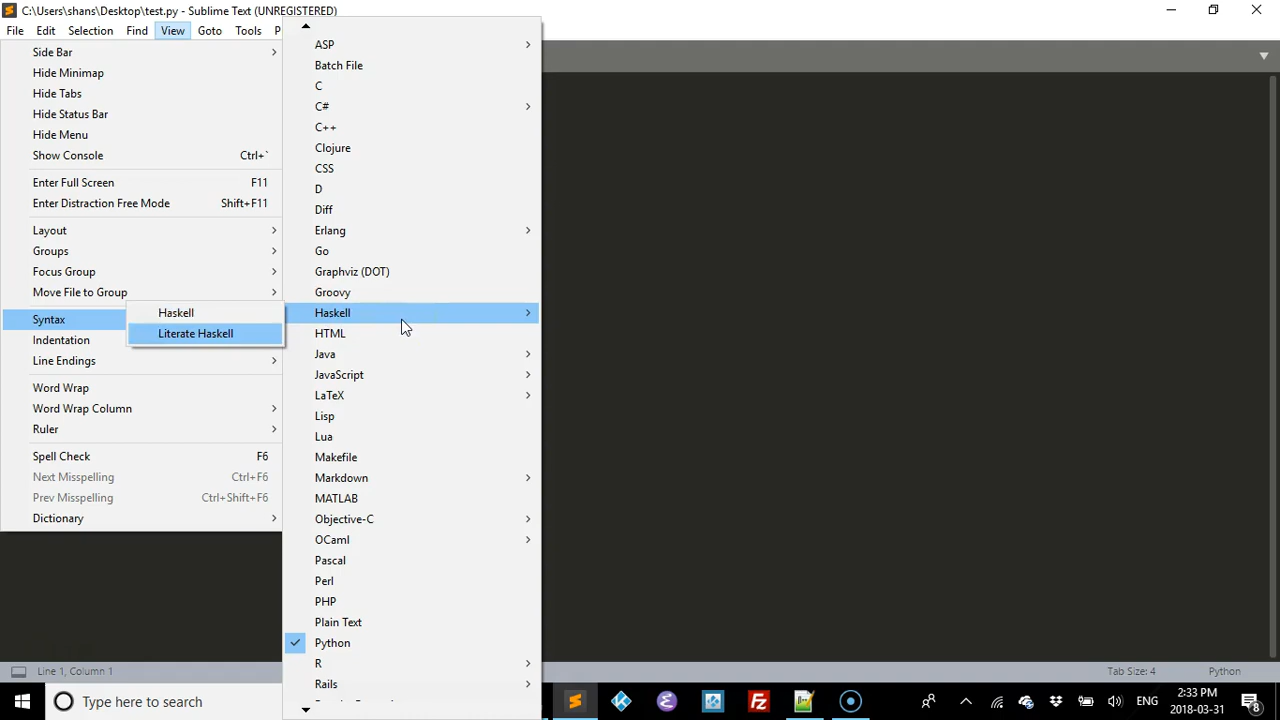 C:\Users\shans\Desktop\test.py - Sublime Text (UNREGISTERED)
File Edit Selection Find View Goto Tools P
Side Bar
Hide Minimap
Hide Tabs
Hide Status Bar
Hide Menu
Show Console Ctrl+`
Enter Full Screen F11
Enter Distraction Free Mode Shift+F11
Layout
Groups
Focus Group
Move File to Group
Syntax
Indentation
Line Endings
Word Wrap
Word Wrap Column
Ruler
Spell Check F6
Next Misspelling Ctrl+F6
Prev Misspelling Ctrl+Shift+F6
Dictionary
Haskell
Literate Haskell
ASP
Batch File
C
C#
C++
Clojure
CSS
D
Diff
Erlang
Go
Graphviz (DOT)
Groovy
Haskell
HTML
Java
JavaScript
LaTeX
Lisp
Lua
Makefile
Markdown
MATLAB
Objective-C
OCaml
Pascal
Perl
PHP
Plain Text
Python
R
Rails
Line 1, Column 1
Tab Size: 4
Python
Type here to search
ENG
2:33 PM
2018-03-31
8